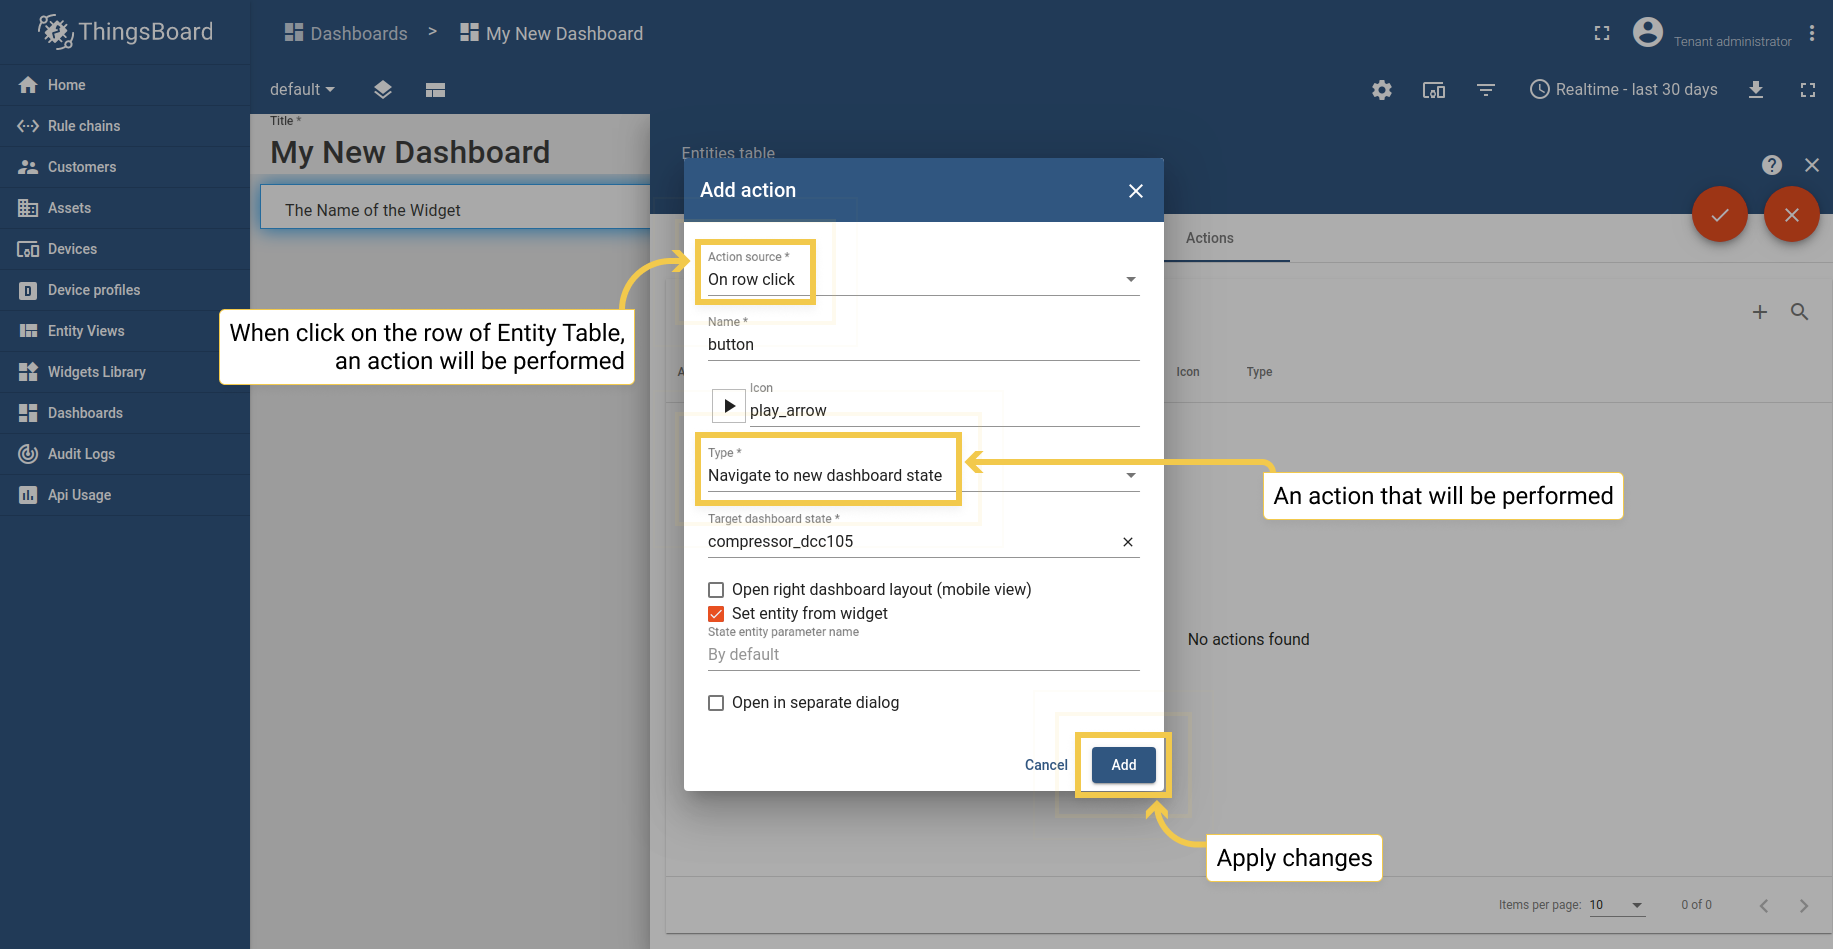 ThingsBoard
Dashboards > My New Dashboard
Tenant administrator
default
Realtime - last 30 days
Home
Rule chains
Customers
Assets
Devices
Device profiles
Entity Views
Widgets Library
Dashboards
Audit Logs
Api Usage
Title *
My New Dashboard
The Name of the Widget
Entities table
Actions
Icon Type
No actions found
Items per page: 10 0 of 0
Add action
Action source *
On row click
Name *
button
Icon
play_arrow
Type *
Navigate to new dashboard state
Target dashboard state *
compressor_dcc105
Open right dashboard layout (mobile view)
Set entity from widget
State entity parameter name
By default
Open in separate dialog
Cancel Add
When click on the row of Entity Table,
an action will be performed
An action that will be performed
Apply changes